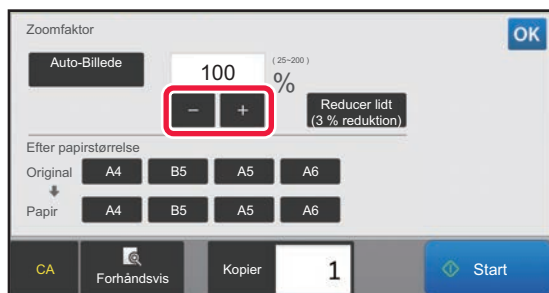 Zoomfaktor
OK
Auto-Billede
100
(25~200)
%
− +
Reducer lidt
(3 % reduktion)
Efter papirstørrelse
Original A4 B5 A5 A6
Papir A4 B5 A5 A6
CA
Forhåndsvis
Kopier
1
Start